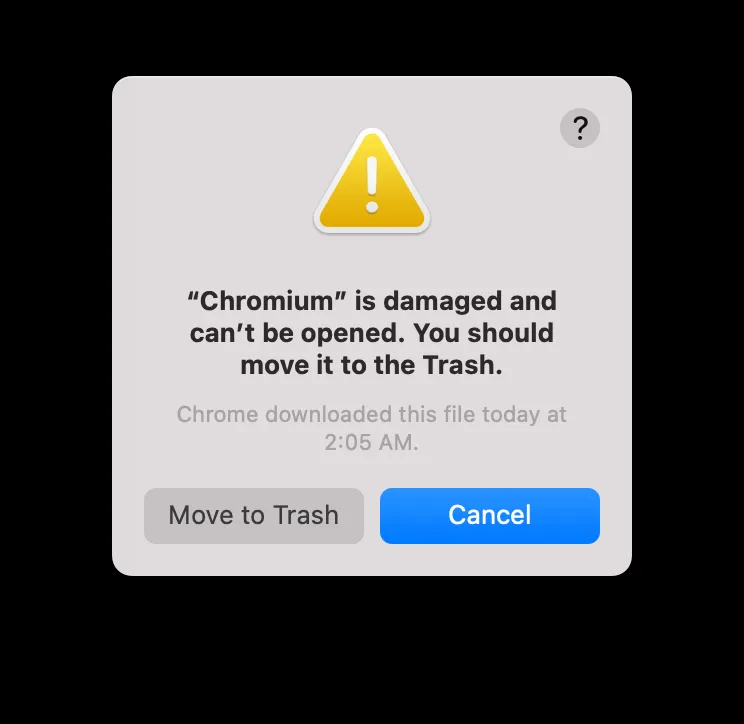 ?
“Chromium” is damaged and
can’t be opened. You should
move it to the Trash.
Chrome downloaded this file today at
2:05 AM.
Move to Trash
Cancel